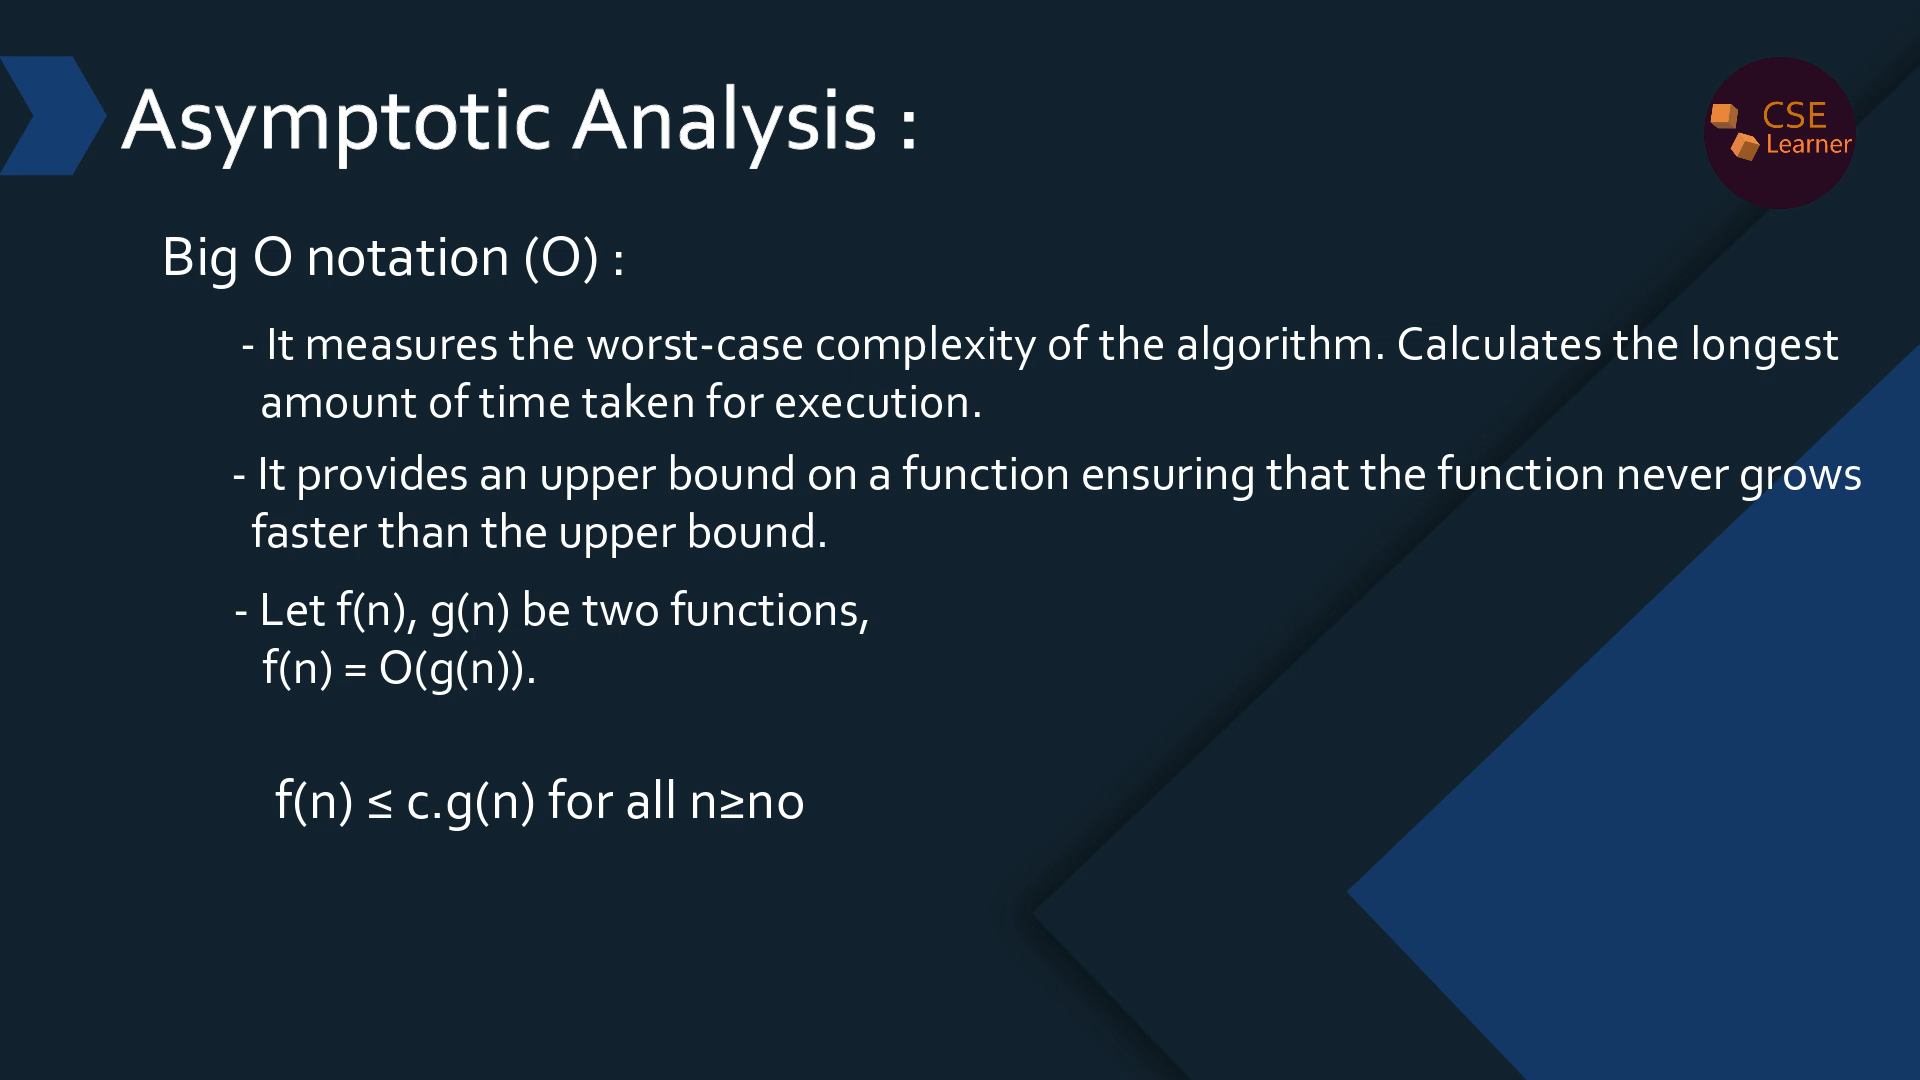 Asymptotic Analysis :
CSE
Learner
Big O notation (O) :
- It measures the worst-case complexity of the algorithm. Calculates the longest
amount of time taken for execution.
- It provides an upper bound on a function ensuring that the function never grows
faster than the upper bound.
- Let f(n), g(n) be two functions,
f(n) = O(g(n)).
f(n) ≤ c.g(n) for all n≥no